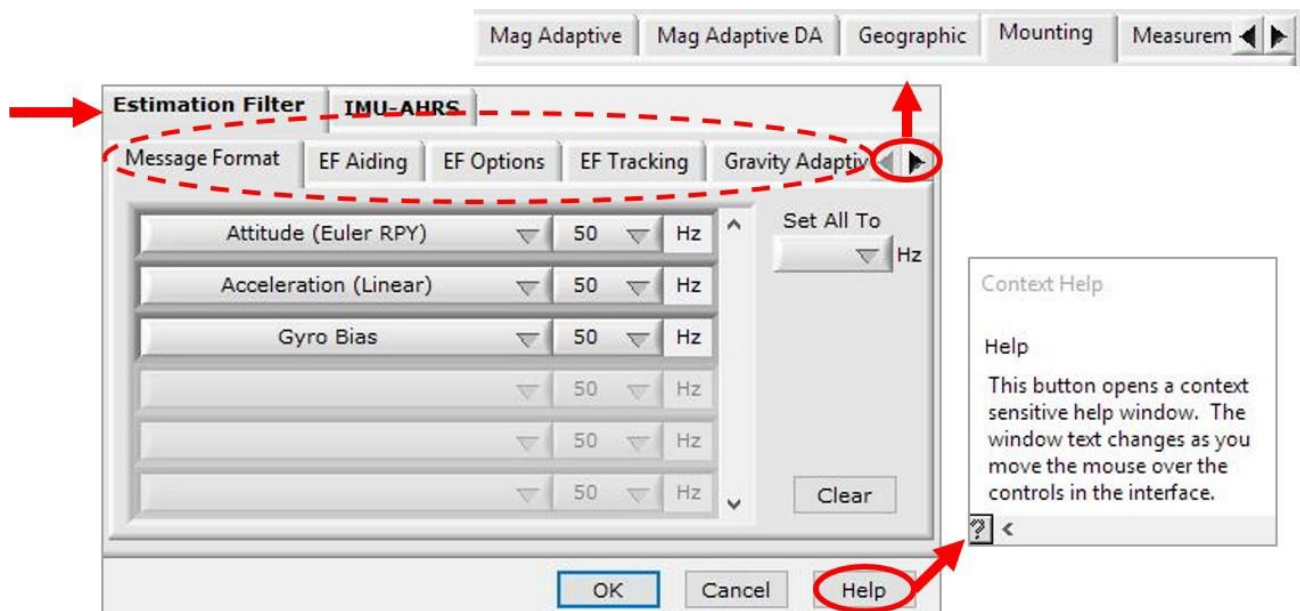 Mag Adaptive Mag Adaptive DA Geographic Mounting Measurem
Estimation Filter IMU-AHRS
Message Format EF Aiding EF Options EF Tracking Gravity Adaptiv
Attitude (Euler RPY) 50 Hz
Acceleration (Linear) 50 Hz
Gyro Bias 50 Hz
50 Hz
50 Hz
50 Hz
Set All To
Hz
Clear
OK Cancel Help
Context Help
Help
This button opens a context
sensitive help window. The
window text changes as you
move the mouse over the
controls in the interface.
? <